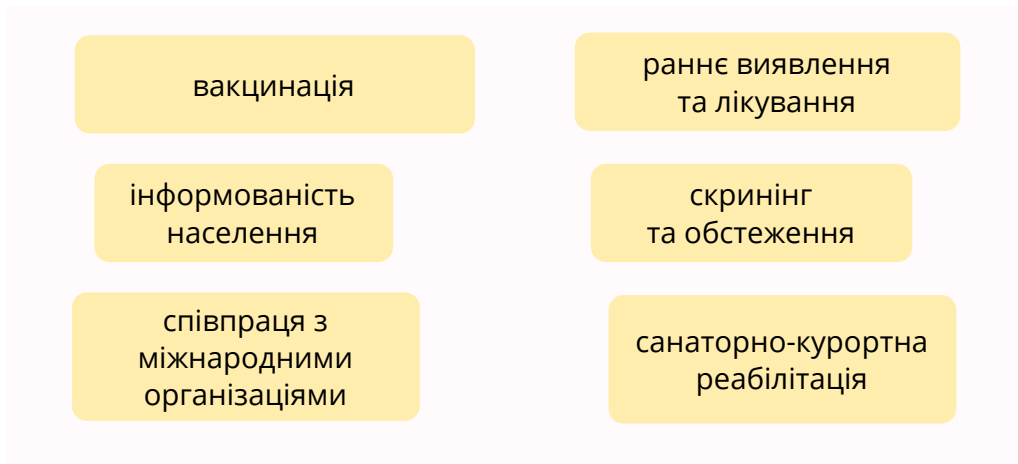 вакцинація
раннє виявлення
та лікування
інформованість
населення
скринінг
та обстеження
співпраця з
міжнародними
організаціями
санаторно-курортна
реабілітація